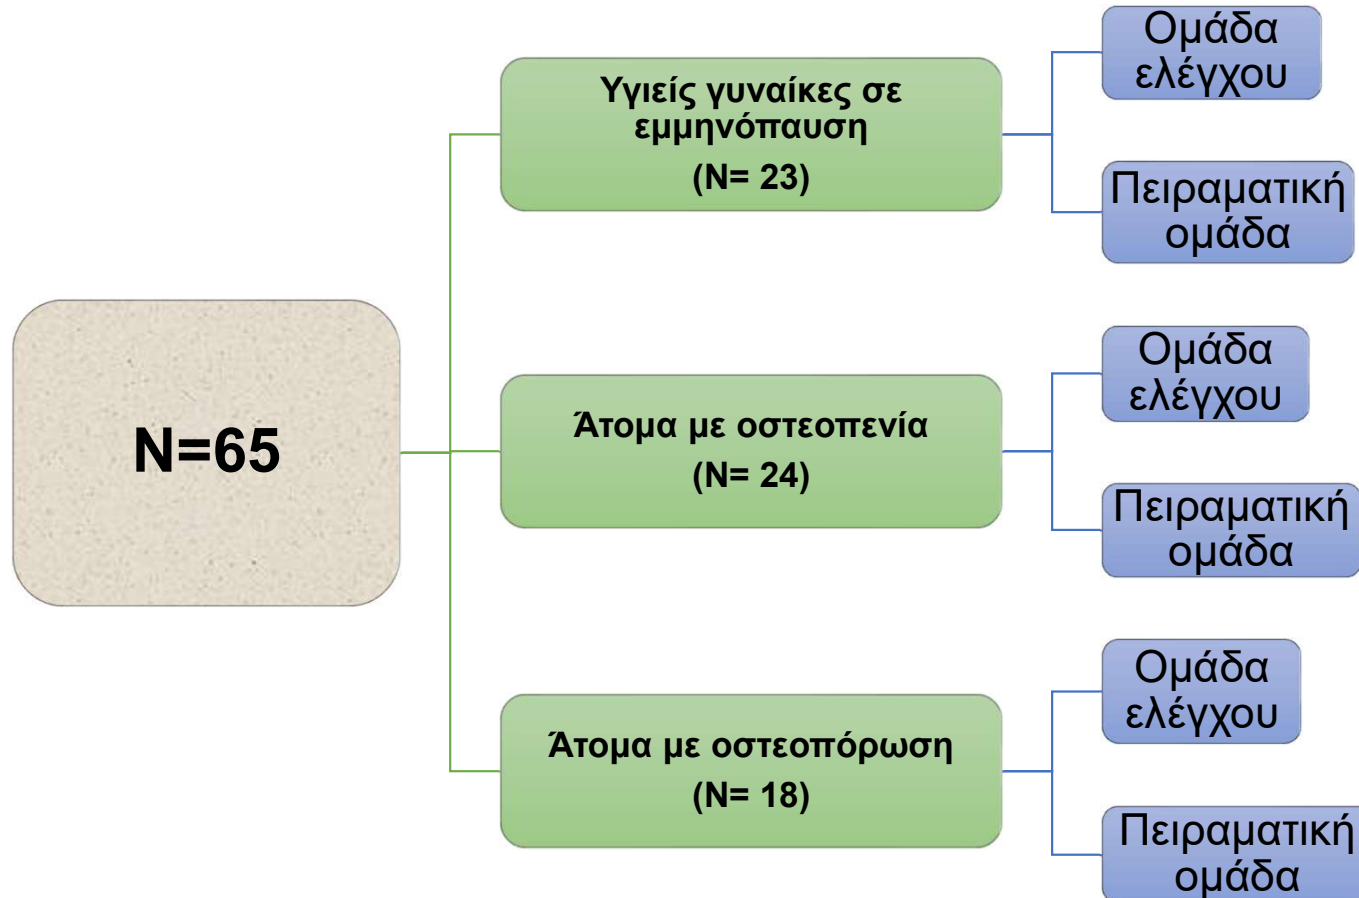 N=65
Υγιείς γυναίκες σε
εμμηνόπαυση
(N= 23)
Ομάδα
ελέγχου
Πειραματική
ομάδα
Άτομα με οστεοπενία
(N= 24)
Ομάδα
ελέγχου
Πειραματική
ομάδα
Άτομα με οστεοπόρωση
(N= 18)
Ομάδα
ελέγχου
Πειραματική
ομάδα